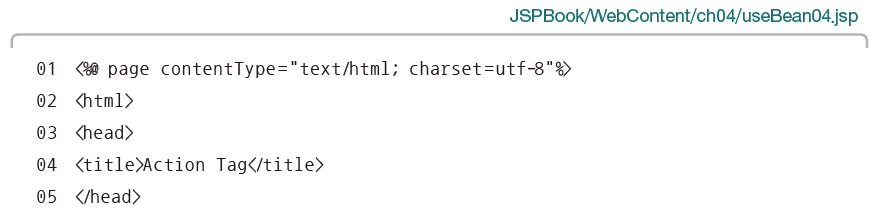 JSPBook/WebContent/ch04/useBean04.jsp
01 <%@ page contentType="text/html; charset=utf-8"%>
02 <html>
03 <head>
04 <title>Action Tag</title>
05 </head>